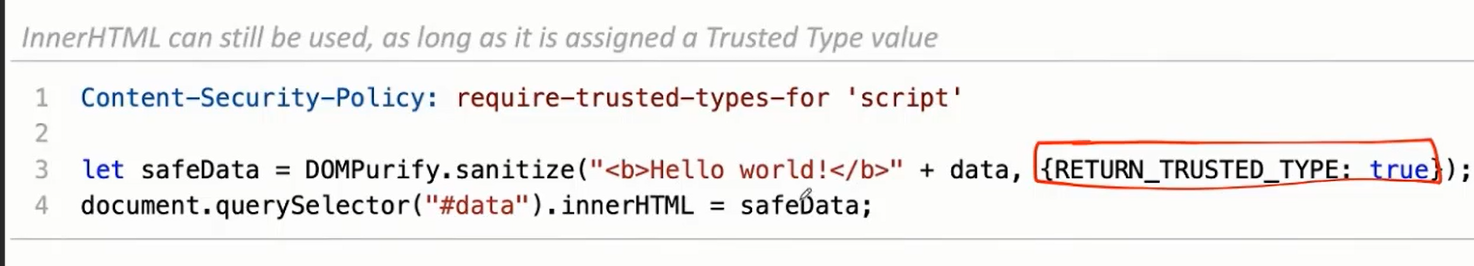 InnerHTML can still be used, as long as it is assigned a Trusted Type value
1 Content-Security-Policy: require-trusted-types-for 'script'
2
3 let safeData = DOMPurify.sanitize("<b>Hello world!</b>" + data, {RETURN_TRUSTED_TYPE: true});
4 document.querySelector("#data").innerHTML = safeData;